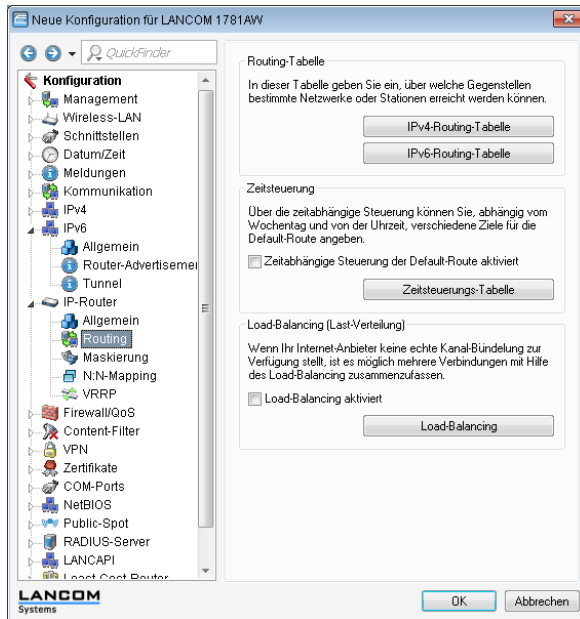 Neue Konfiguration für LANCOM 1781AW
QuickFinder
Konfiguration
Management
Wireless-LAN
Schnittstellen
Datum/Zeit
Meldungen
Kommunikation
IPv4
IPv6
Allgemein
Router-Advertisemer
Tunnel
IP-Router
Allgemein
Routing
Maskierung
N:N-Mapping
VRRP
Firewall/QoS
Content-Filter
VPN
Zertifikate
COM-Ports
NetBIOS
Public-Spot
RADIUS-Server
LANCAPI
Least-Cost-Router
Routing-Tabelle
In dieser Tabelle geben Sie ein, über welche Gegenstellen
bestimmte Netzwerke oder Stationen erreicht werden können.
IPv4-Routing-Tabelle
IPv6-Routing-Tabelle
Zeitsteuerung
Über die zeitabhängige Steuerung können Sie, abhängig vom
Wochentag und von der Uhrzeit, verschiedene Ziele für die
Default-Route angeben.
Zeitabhängige Steuerung der Default-Route aktiviert
Zeitsteuerungs-Tabelle
Load-Balancing (Last-Verteilung)
Wenn Ihr Internet-Anbieter keine echte Kanal-Bündelung zur
Verfügung stellt, ist es möglich mehrere Verbindungen mit Hilfe
des Load-Balancing zusammenzufassen.
Load-Balancing aktiviert
Load-Balancing
LANCOM
Systems
OK
Abbrechen